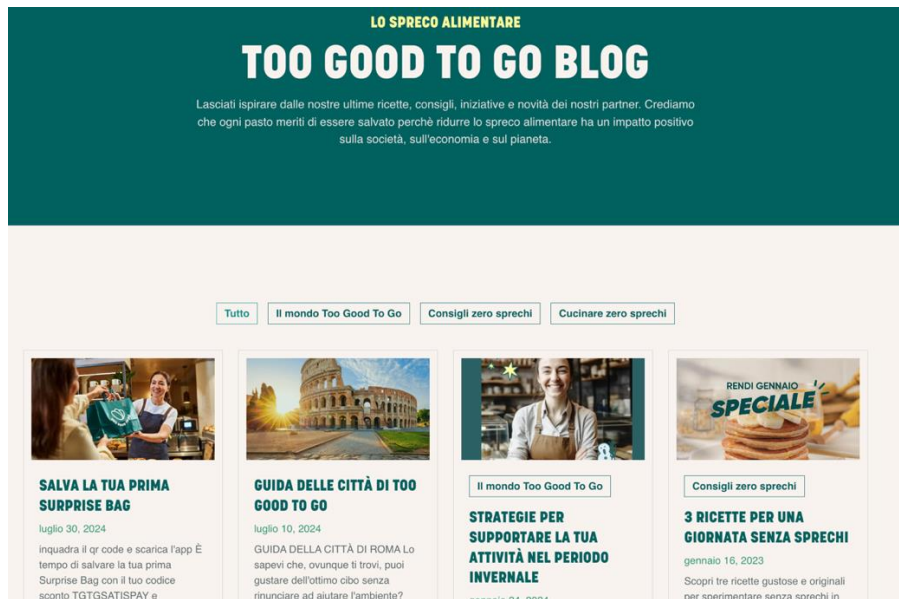 LO SPRECO ALIMENTARE
TOO GOOD TO GO BLOG
Lasciati ispirare dalle nostre ultime ricette, consigli, iniziative e novità dei nostri partner. Crediamo
che ogni pasto meriti di essere salvato perchè ridurre lo spreco alimentare ha un impatto positivo
sulla società, sull'economia e sul pianeta.
Tutto
Il mondo Too Good To Go
Consigli zero sprechi
Cucinare zero sprechi
SALVA LA TUA PRIMA
SURPRISE BAG
luglio 30, 2024
inquadra il qr code e scarica l'app È
tempo di salvare la tua prima
Surprise Bag con il tuo codice
sconto TGTGSATISPAY e
GUIDA DELLE CITTÀ DI TOO
GOOD TO GO
luglio 10, 2024
GUIDA DELLA CITTÀ DI ROMA Lo
sapevi che, ovunque ti trovi, puoi
gustare dell'ottimo cibo senza
rinunciare ad aiutare l'ambiente?
Il mondo Too Good To Go
STRATEGIE PER
SUPPORTARE LA TUA
ATTIVITÀ NEL PERIODO
INVERNALE
RENDI GENNAIO
SPECIALE
Consigli zero sprechi
3 RICETTE PER UNA
GIORNATA SENZA SPRECHI
gennaio 16, 2023
Scopri tre ricette gustose e originali
per sperimentare senza sprechi in